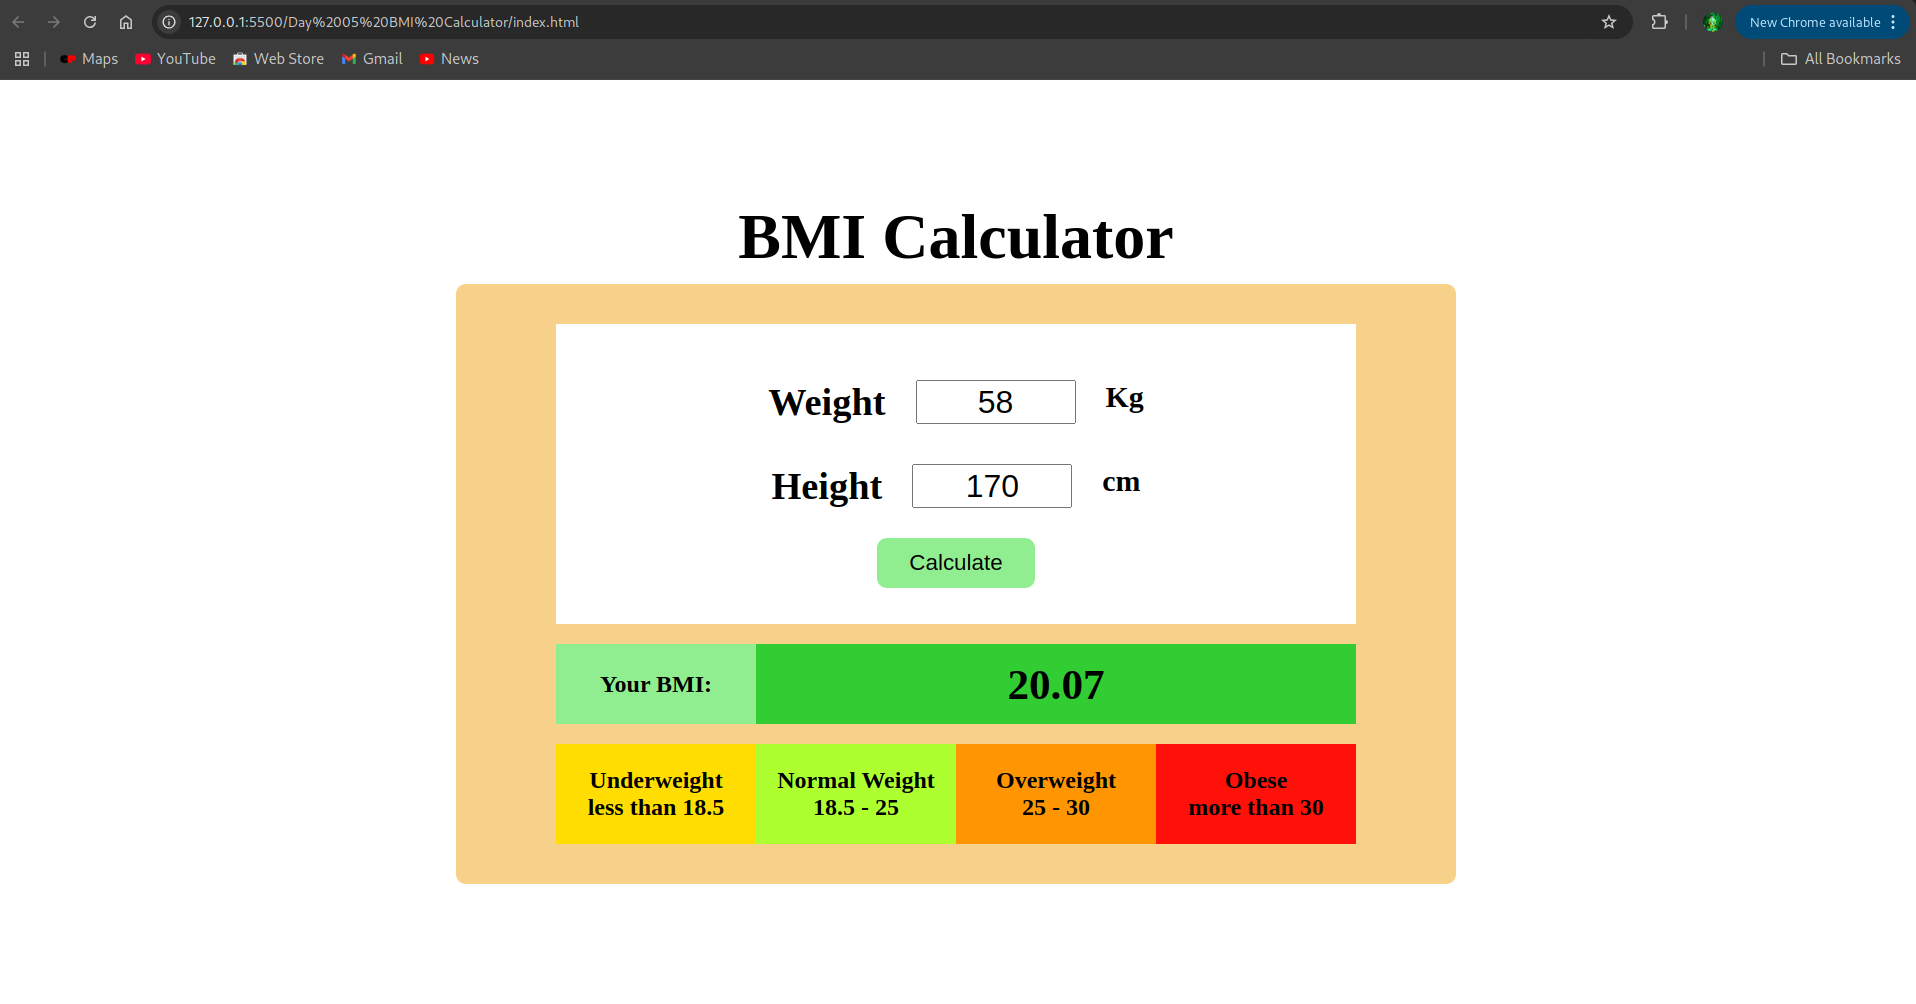 127.0.0.1:5500/Day%2005%20BMI%20Calculator/index.html
New Chrome available
Maps YouTube Web Store Gmail News All Bookmarks
BMI Calculator
Weight 58 Kg
Height 170 cm
Calculate
Your BMI: 20.07
Underweight Normal Weight Overweight Obese
less than 18.5 18.5 - 25 25 - 30 more than 30